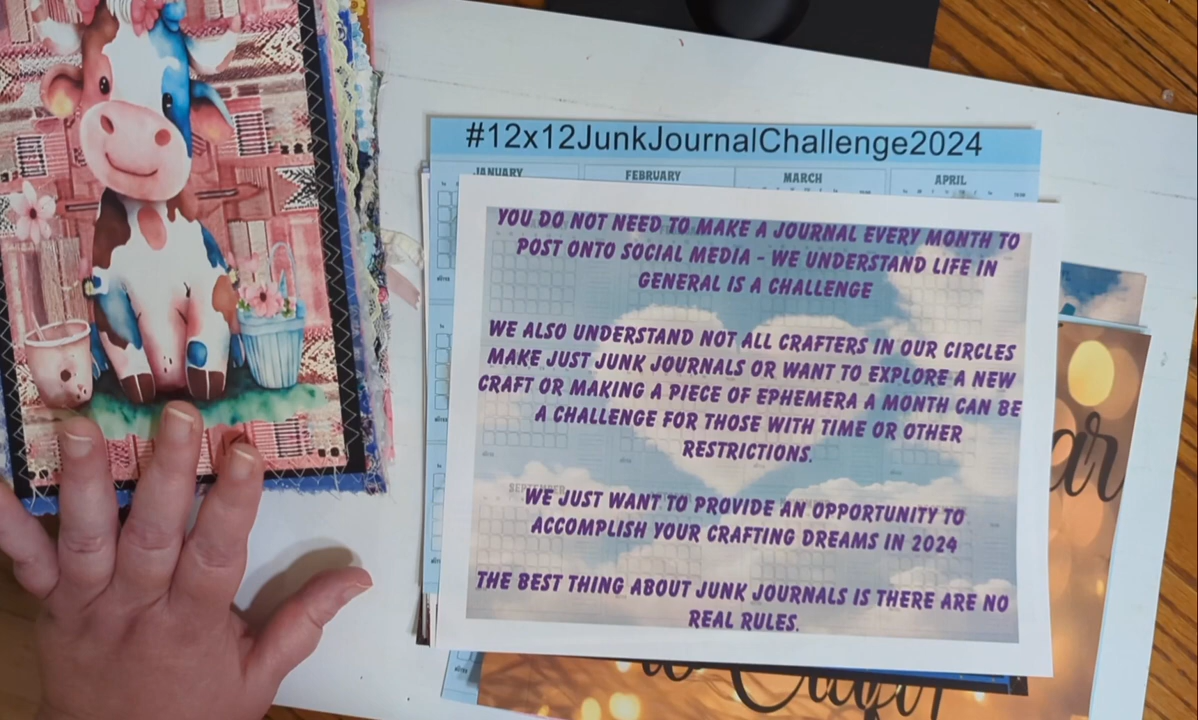 #12x12JunkJournalChallenge2024
JANUARY FEBRUARY MARCH APRIL
YOU DO NOT NEED TO MAKE A JOURNAL EVERY MONTH TO
POST ONTO SOCIAL MEDIA - WE UNDERSTAND LIFE IN
GENERAL IS A CHALLENGE
WE ALSO UNDERSTAND NOT ALL CRAFTERS IN OUR CIRCLES
MAKE JUST JUNK JOURNALS OR WANT TO EXPLORE A NEW
CRAFT OR MAKING A PIECE OF EPHEMERA A MONTH CAN BE
A CHALLENGE FOR THOSE WITH TIME OR OTHER
RESTRICTIONS.
SEPTEMBER
WE JUST WANT TO PROVIDE AN OPPORTUNITY TO
ACCOMPLISH YOUR CRAFTING DREAMS IN 2024
THE BEST THING ABOUT JUNK JOURNALS IS THERE ARE NO
REAL RULES.